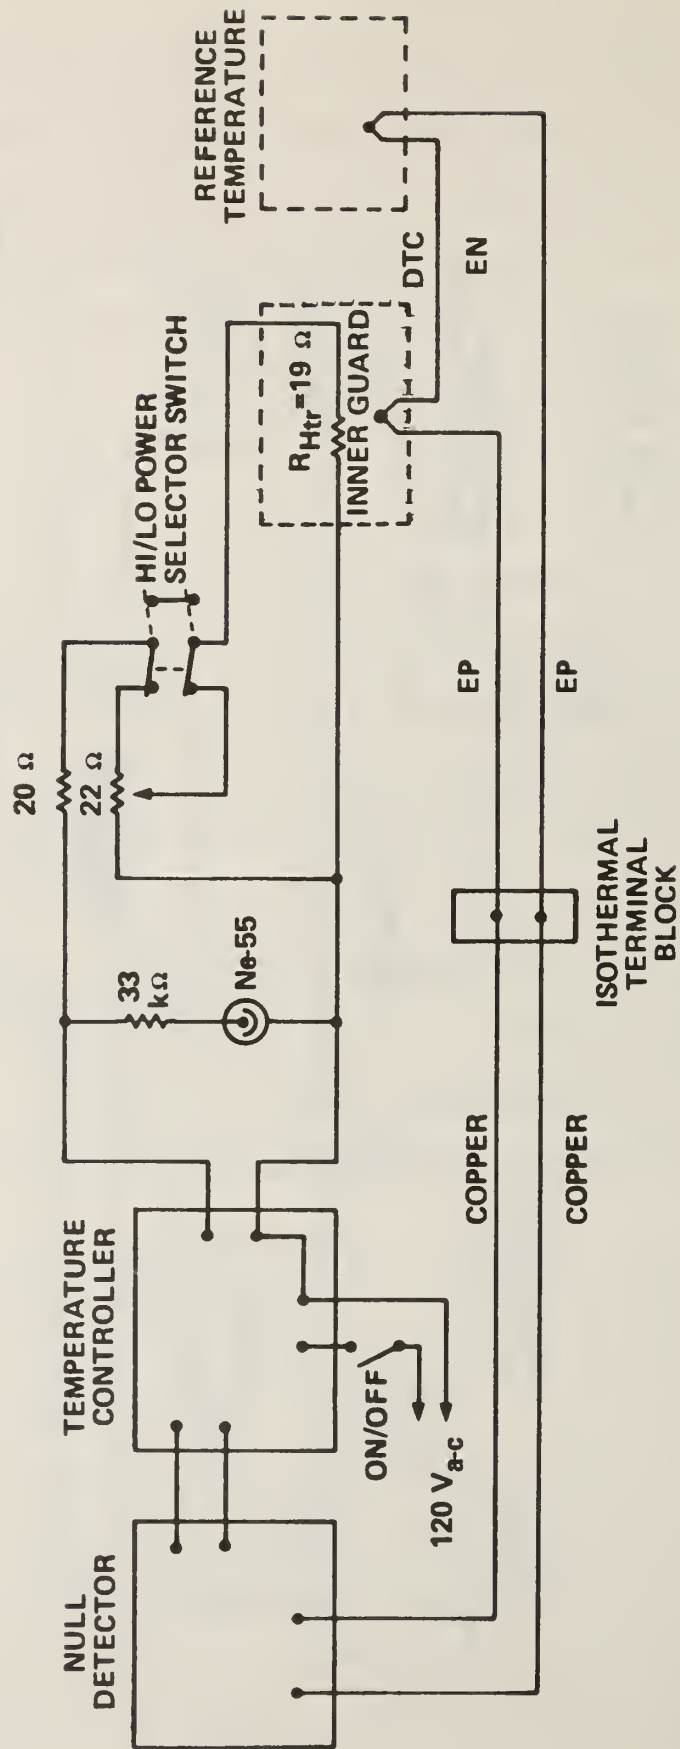 NULL
DETECTOR
TEMPERATURE
CONTROLLER
ON/OFF
120 Va-c
33
kΩ
Ne-55
20 Ω
22 Ω
HI/LO POWER
SELECTOR SWITCH
RHtr=19 Ω
INNER GUARD
REFERENCE
TEMPERATURE
DTC
EN
EP
EP
COPPER
COPPER
ISOTHERMAL
TERMINAL
BLOCK